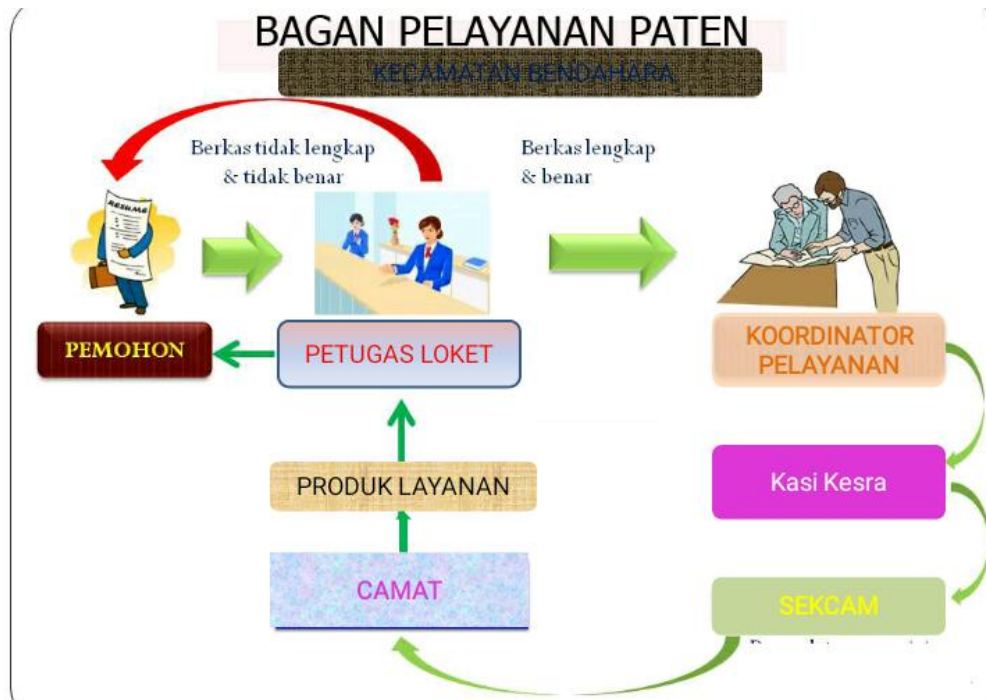 BAGAN PELAYANAN PATEN
KECAMATAN BENDAHARA
Berkas tidak lengkap
& tidak benar
Berkas lengkap
& benar
RESUME
PEMOHON
PETUGAS LOKET
KOORDINATOR
PELAYANAN
PRODUK LAYANAN
Kasi Kesra
CAMAT
SEKCAM